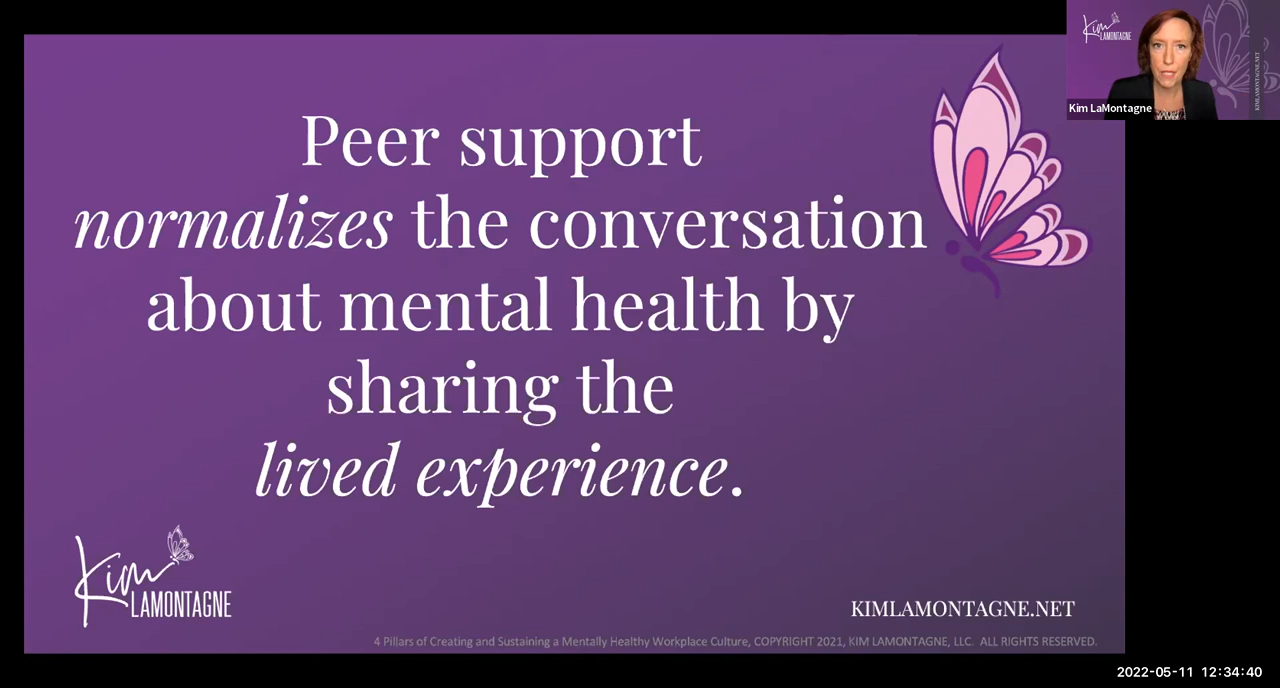 Peer support
normalizes the conversation
about mental health by
sharing the
lived experience.
Kim
LAMONTAGNE
KIMLAMONTAGNE.NET
4 Pillars of Creating and Sustaining a Mentally Healthy Workplace Culture, COPYRIGHT 2021, KIM LAMONTAGNE, LLC. ALL RIGHTS RESERVED.
Kim
LAMONTAGNE
KIMLAMONTAGNE.NET
Kim LaMontagne
2022-05-11 12:34:40